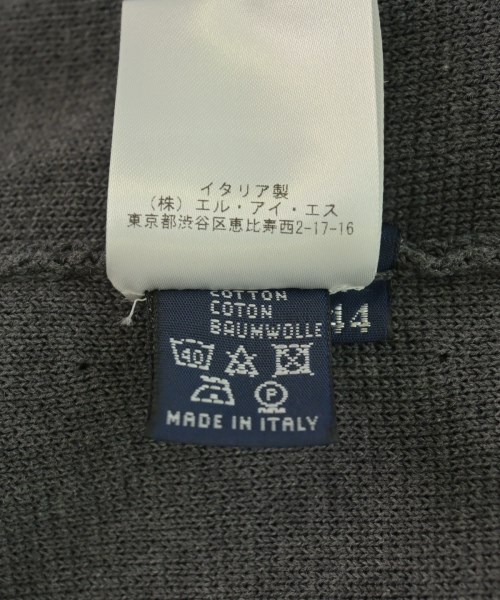 イタリア製
（株）エル・アイ・エス
東京都渋谷区恵比寿西2-17-16
COTTON
COTON
BAUMWOLLE
44
40
P
MADE IN ITALY